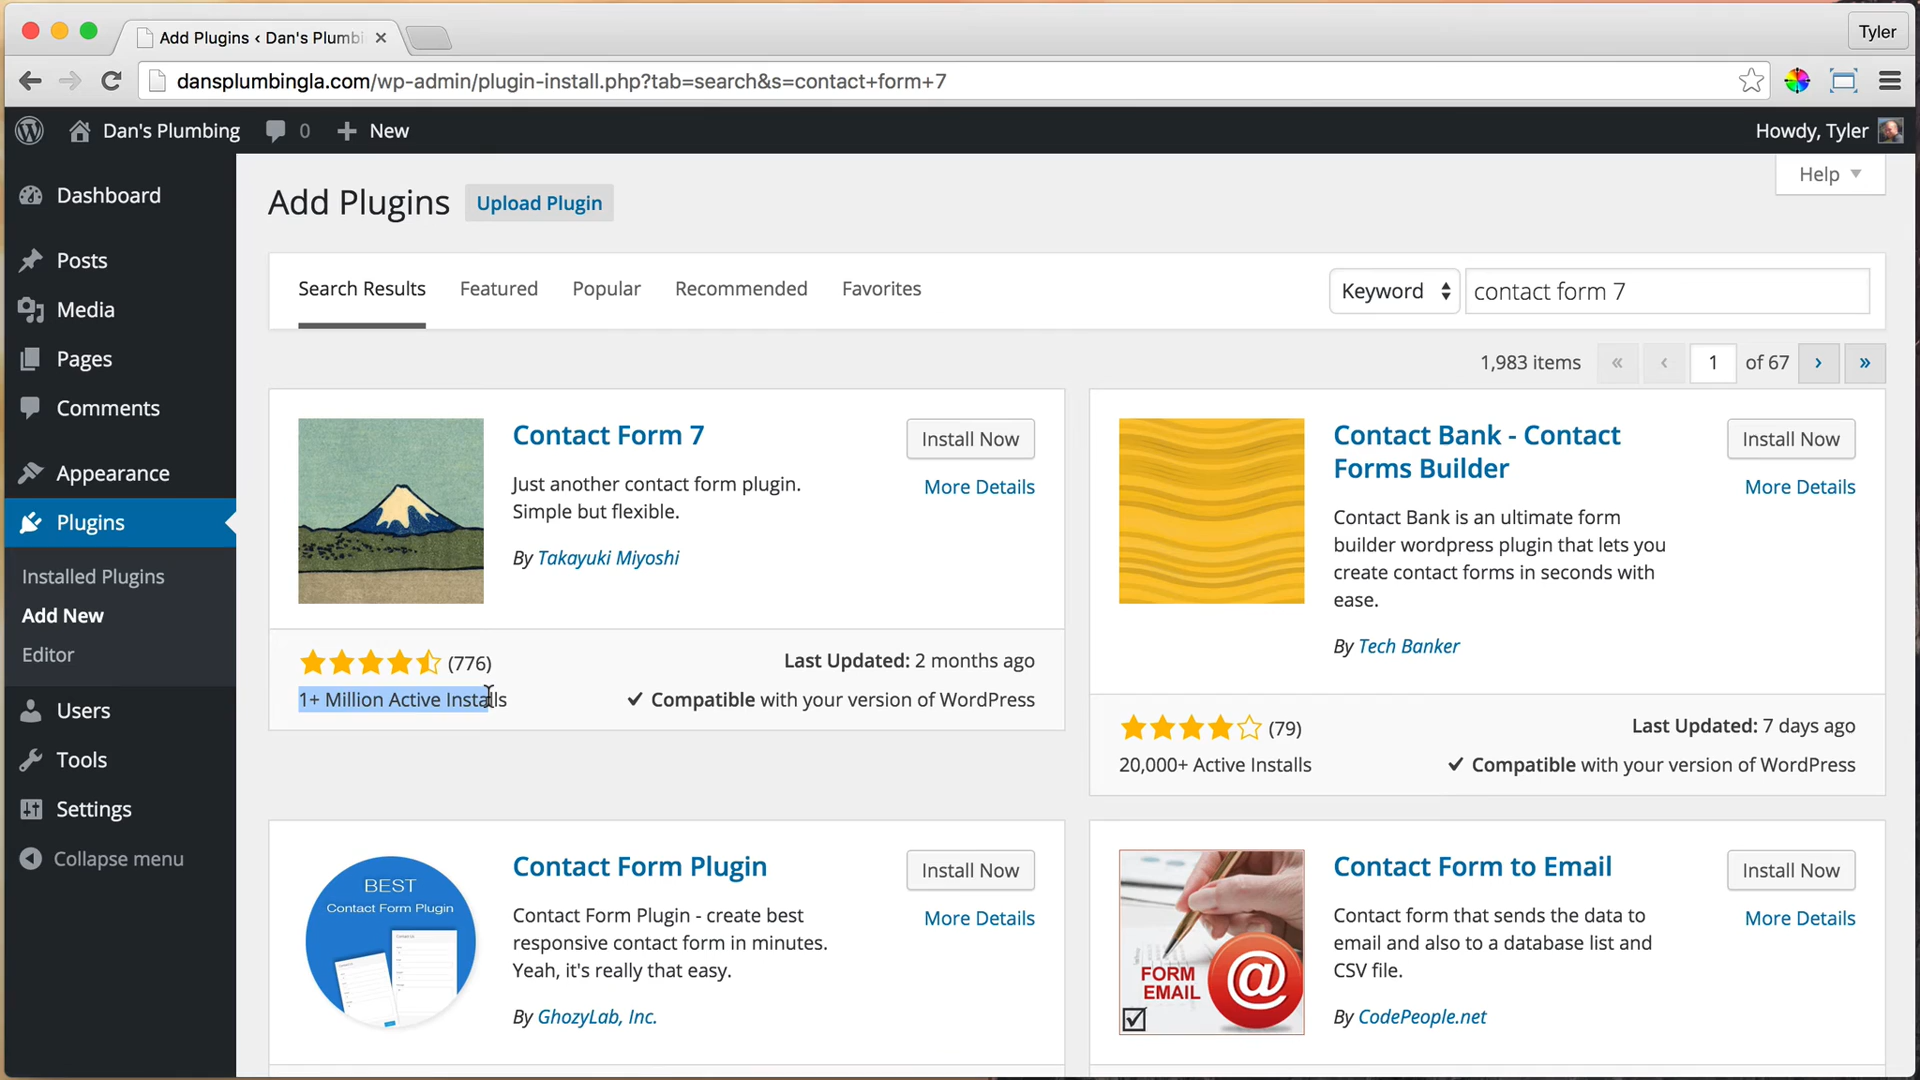 Add Plugins ‹ Dan's Plumbi
Tyler
dansplumbingla.com/wp-admin/plugin-install.php?tab=search&s=contact+form+7
Dan's Plumbing
0
New
Howdy, Tyler
Dashboard
Posts
Media
Pages
Comments
Appearance
Plugins
Installed Plugins
Add New
Editor
Users
Tools
Settings
Collapse menu
Add Plugins
Upload Plugin
Help
Search Results
Featured
Popular
Recommended
Favorites
Keyword
contact form 7
1,983 items
«
‹
1
of 67
›
»
Contact Form 7
Install Now
More Details
Just another contact form plugin.
Simple but flexible.
By Takayuki Miyoshi
(776)
Last Updated: 2 months ago
1+ Million Active Installs
Compatible with your version of WordPress
Contact Bank - Contact
Forms Builder
Install Now
More Details
Contact Bank is an ultimate form
builder wordpress plugin that lets you
create contact forms in seconds with
ease.
By Tech Banker
(79)
Last Updated: 7 days ago
20,000+ Active Installs
Compatible with your version of WordPress
BEST
Contact Form Plugin
Contact Form Plugin
Install Now
More Details
Contact Form Plugin - create best
responsive contact form in minutes.
Yeah, it's really that easy.
By GhozyLab, Inc.
FORM
EMAIL
@
Contact Form to Email
Install Now
More Details
Contact form that sends the data to
email and also to a database list and
CSV file.
By CodePeople.net